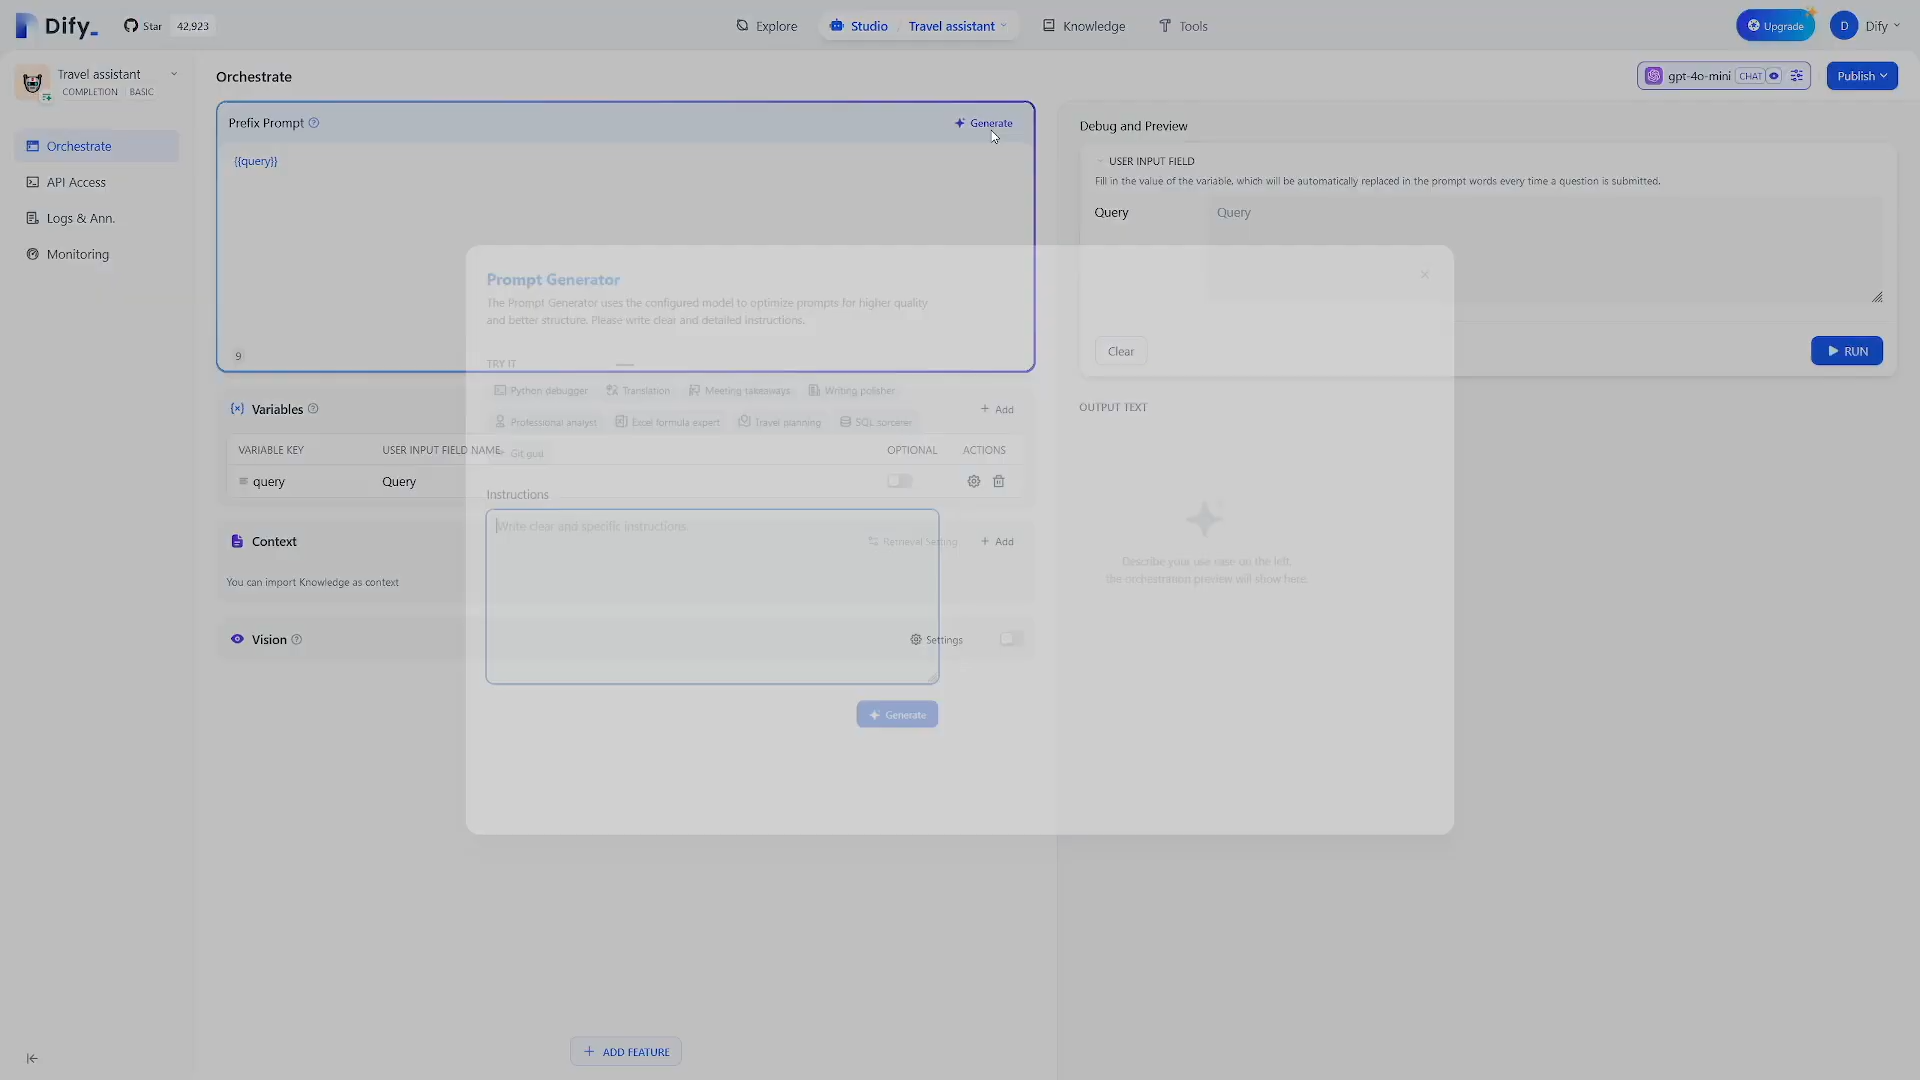 Dify_
Star 42,923
Explore
Studio / Travel assistant
Knowledge
Tools
Upgrade
D Dify
Travel assistant
COMPLETION BASIC
Orchestrate
API Access
Logs & Ann.
Monitoring
Orchestrate
gpt-4o-mini CHAT
Publish
Prefix Prompt
Generate
{{query}}
9
Debug and Preview
USER INPUT FIELD
Fill in the value of the variable, which will be automatically replaced in the prompt words every time a question is submitted.
Query
Query
Clear
RUN
OUTPUT TEXT
Prompt Generator
The Prompt Generator uses the configured model to optimize prompts for higher quality
and better structure. Please write clear and detailed instructions.
TRY IT
Python debugger
Translation
Meeting takeaways
Writing polisher
Professional analyst
Excel formula expert
Travel planning
SQL sorcerer
Git gud
Instructions
Write clear and specific instructions.
Generate
Describe your use case on the left,
the orchestration preview will show here.
{x} Variables
+ Add
VARIABLE KEY
USER INPUT FIELD NAME
OPTIONAL
ACTIONS
query
Query
Context
Retrieval Setting
+ Add
You can import Knowledge as context
Vision
Settings
+ ADD FEATURE